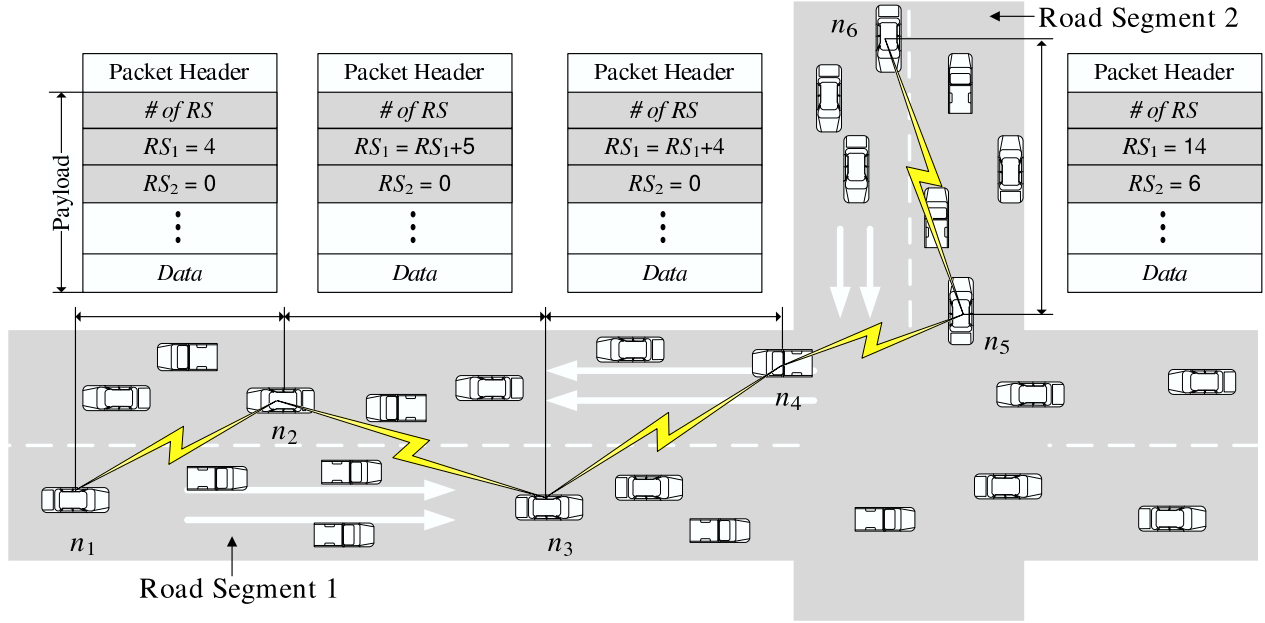 n6
Road Segment 2
Packet Header
# of RS
RS1 = 4
RS2 = 0
⋮
Data
Payload
Packet Header
# of RS
RS1 = RS1+5
RS2 = 0
⋮
Data
Packet Header
# of RS
RS1 = RS1+4
RS2 = 0
⋮
Data
Packet Header
# of RS
RS1 = 14
RS2 = 6
⋮
Data
n5
n4
n2
n1
n3
Road Segment 1